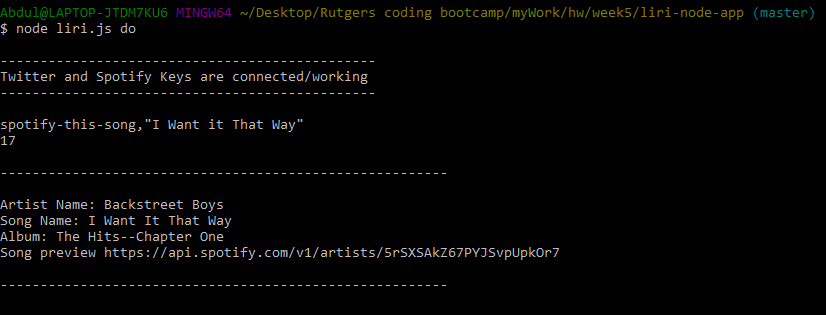 Abdul@LAPTOP-JTDM7KU6 MINGW64 ~/Desktop/Rutgers coding bootcamp/myWork/hw/week5/liri-node-app (master)
$ node liri.js do
-----------------------------------------------
Twitter and Spotify Keys are connected/working
-----------------------------------------------
spotify-this-song,"I Want it That Way"
17
--------------------------------------------------------
Artist Name: Backstreet Boys
Song Name: I Want It That Way
Album: The Hits--Chapter One
Song preview https://api.spotify.com/v1/artists/5rSXSAkZ67PYJSvpUpkOr7
--------------------------------------------------------